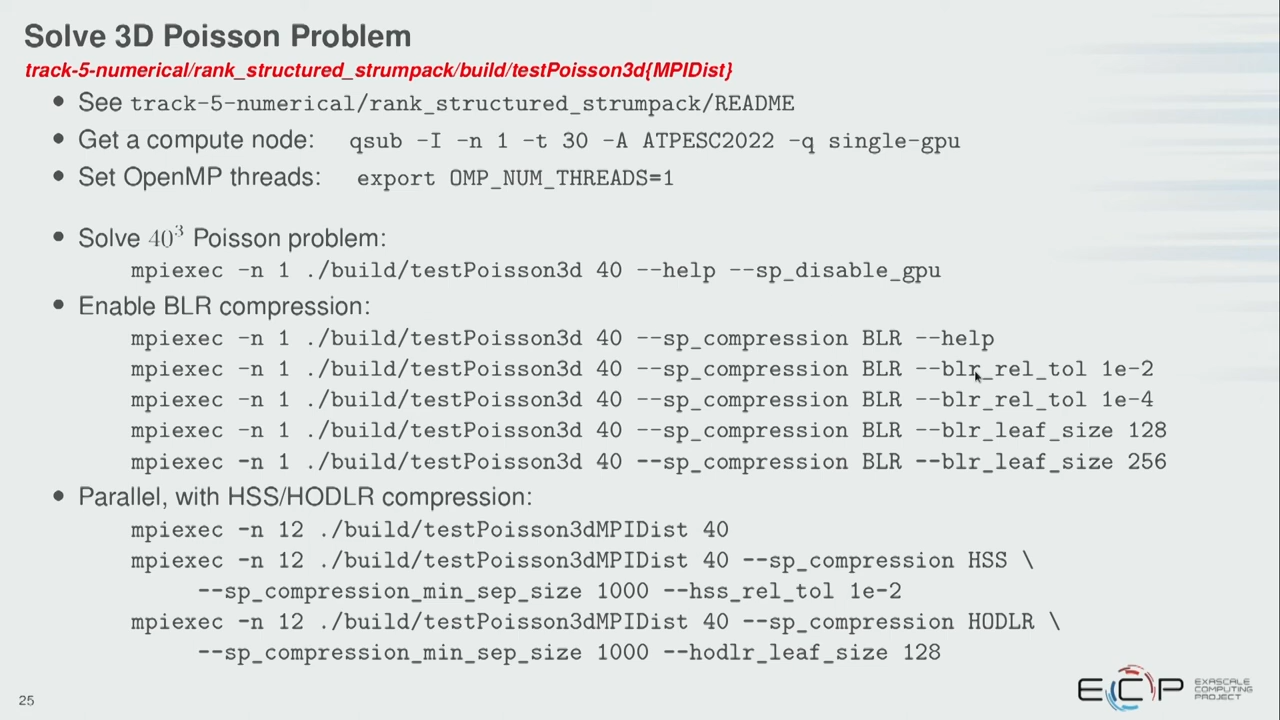 Solve 3D Poisson Problem
track-5-numerical/rank_structured_strumpack/build/testPoisson3d{MPIDist}
• See track-5-numerical/rank_structured_strumpack/README
• Get a compute node: qsub -I -n 1 -t 30 -A ATPESC2022 -q single-gpu
• Set OpenMP threads: export OMP_NUM_THREADS=1
• Solve 40³ Poisson problem:
mpiexec -n 1 ./build/testPoisson3d 40 --help --sp_disable_gpu
• Enable BLR compression:
mpiexec -n 1 ./build/testPoisson3d 40 --sp_compression BLR --help
mpiexec -n 1 ./build/testPoisson3d 40 --sp_compression BLR --blr_rel_tol 1e-2
mpiexec -n 1 ./build/testPoisson3d 40 --sp_compression BLR --blr_rel_tol 1e-4
mpiexec -n 1 ./build/testPoisson3d 40 --sp_compression BLR --blr_leaf_size 128
mpiexec -n 1 ./build/testPoisson3d 40 --sp_compression BLR --blr_leaf_size 256
• Parallel, with HSS/HODLR compression:
mpiexec -n 12 ./build/testPoisson3dMPIDist 40
mpiexec -n 12 ./build/testPoisson3dMPIDist 40 --sp_compression HSS \
--sp_compression_min_sep_size 1000 --hss_rel_tol 1e-2
mpiexec -n 12 ./build/testPoisson3dMPIDist 40 --sp_compression HODLR \
--sp_compression_min_sep_size 1000 --hodlr_leaf_size 128
25
ECP
EXASCALE
COMPUTING
PROJECT